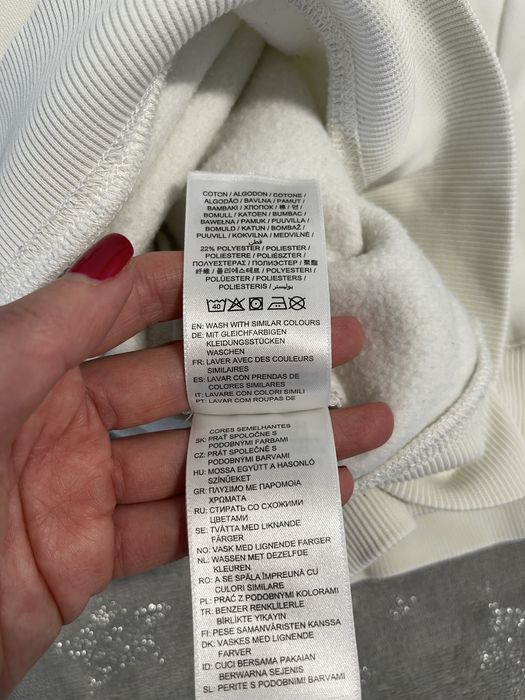 COTON / ALGODON / COTONE /
ALGODÃO / BAVLNA / PAMUT /
BAMBAKI / ХЛОПОК / 棉 / 면 /
BOMULL / KATOEN / BUMBAC /
BAWEŁNA / PAMUK / PUUVILLA /
BOMULD / KATUN / BOMBAŽ /
PUUVILL / KOKVILNA / MEDVILNĖ /
قطن
22% POLYESTER / POLIESTER /
POLIESTERE / POLIÉSZTER /
ΠΟΛΥΕΣΤΕΡΑΣ / ПОЛИЭСТЕР / 聚酯
纤维 / 폴리에스테르 / POLYESTERI /
POLÜESTER / POLIESTERS /
POLIESTERIS / بوليستر
40
EN: WASH WITH SIMILAR COLOURS
DE: MIT GLEICHFARBIGEN
KLEIDUNGSSTÜCKEN
WASCHEN
FR: LAVER AVEC DES COULEURS
SIMILAIRES
ES: LAVAR CON PRENDAS DE
COLORES SIMILARES
IT: LAVARE CON COLORI SIMILI
PT: LAVAR COM ROUPAS DE
CORES SEMELHANTES
SK: PRAŤ SPOLOČNE S
PODOBNÝMI FARBAMI
CZ: PRÁT SPOLEČNĚ S
PODOBNÝMI BARVAMI
HU: MOSSA EGYÜTT A HASONLÓ
SZÍNŰEKET
GR: ΠΛΥΣΙΜΟ ΜΕ ΠΑΡΟΜΟΙΑ
ΧΡΩΜΑΤΑ
RU: СТИРАТЬ СО СХОЖИМИ
ЦВЕТАМИ
SE: TVÄTTA MED LIKNANDE
FÄRGER
NO: VASK MED LIGNENDE FARGER
NL: WASSEN MET DEZELFDE
KLEUREN
RO: A SE SPĂLA ÎMPREUNĂ CU
CULORI SIMILARE
PL: PRAĆ Z PODOBNYMI KOLORAMI
TR: BENZER RENKLILERLE
BİRLİKTE YIKAYIN
FI: PESE SAMANVÄRISTEN KANSSA
DK: VASKES MED LIGNENDE
FARVER
ID: CUCI BERSAMA PAKAIAN
BERWARNA SEJENIS
SL: PERITE S PODOBNIMI BARVAMI